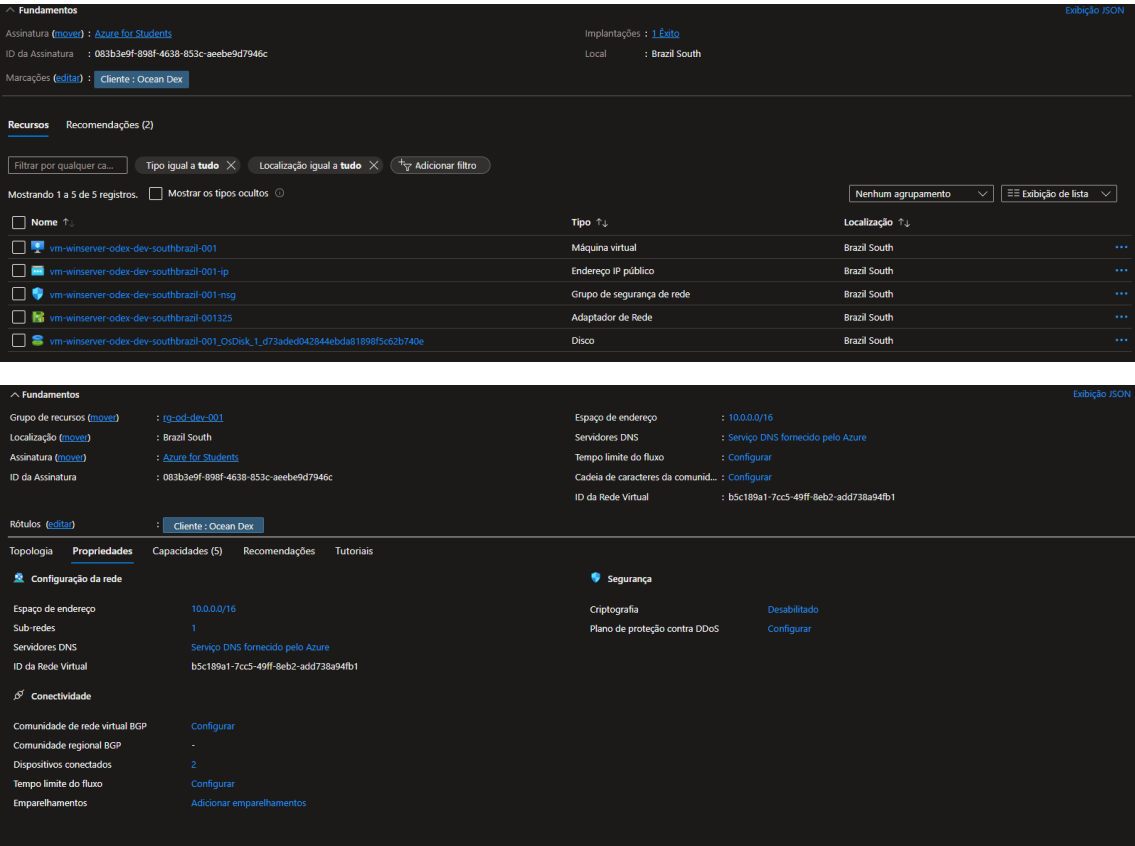 Fundamentos
Exibição JSON
Assinatura (mover) : Azure for Students
Implantações : 1 Êxito
ID da Assinatura : 083b3e9f-898f-4638-853c-aeebe9d7946c
Local : Brazil South
Marcações (editar) : Cliente : Ocean Dex
Recursos Recomendações (2)
Filtrar por qualquer ca... Tipo igual a tudo Localização igual a tudo Adicionar filtro
Mostrando 1 a 5 de 5 registros. Mostrar os tipos ocultos
Nenhum agrupamento Exibição de lista
Nome ↑↓ Tipo ↑↓ Localização ↑↓
vm-winserver-odex-dev-southbrazil-001 Máquina virtual Brazil South ...
vm-winserver-odex-dev-southbrazil-001-ip Endereço IP público Brazil South ...
vm-winserver-odex-dev-southbrazil-001-nsg Grupo de segurança de rede Brazil South ...
vm-winserver-odex-dev-southbrazil-001325 Adaptador de Rede Brazil South ...
vm-winserver-odex-dev-southbrazil-001_OsDisk_1_d73aded042844ebda81898f5c62b740e Disco Brazil South ...
Fundamentos
Exibição JSON
Grupo de recursos (mover) : rg-od-dev-001
Espaço de endereço : 10.0.0.0/16
Localização (mover) : Brazil South
Servidores DNS : Serviço DNS fornecido pelo Azure
Assinatura (mover) : Azure for Students
Tempo limite do fluxo : Configurar
ID da Assinatura : 083b3e9f-898f-4638-853c-aeebe9d7946c
Cadeia de caracteres da comunid... : Configurar
ID da Rede Virtual : b5c189a1-7cc5-49ff-8eb2-add738a94fb1
Rótulos (editar) : Cliente : Ocean Dex
Topologia Propriedades Capacidades (5) Recomendações Tutoriais
Configuração da rede
Espaço de endereço 10.0.0.0/16
Sub-redes 1
Servidores DNS Serviço DNS fornecido pelo Azure
ID da Rede Virtual b5c189a1-7cc5-49ff-8eb2-add738a94fb1
Conectividade
Comunidade de rede virtual BGP Configurar
Comunidade regional BGP -
Dispositivos conectados 2
Tempo limite do fluxo Configurar
Emparelhamentos Adicionar emparelhamentos
Segurança
Criptografia Desabilitado
Plano de proteção contra DDoS Configurar